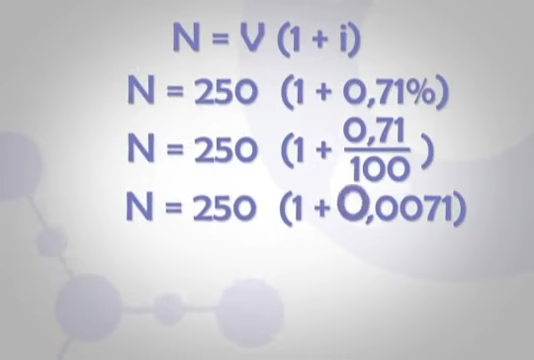 N = V (1 + i)
N = 250 (1 + 0,71%)
N = 250 (1 + 0,71/100)
N = 250 (1 + 0,0071)